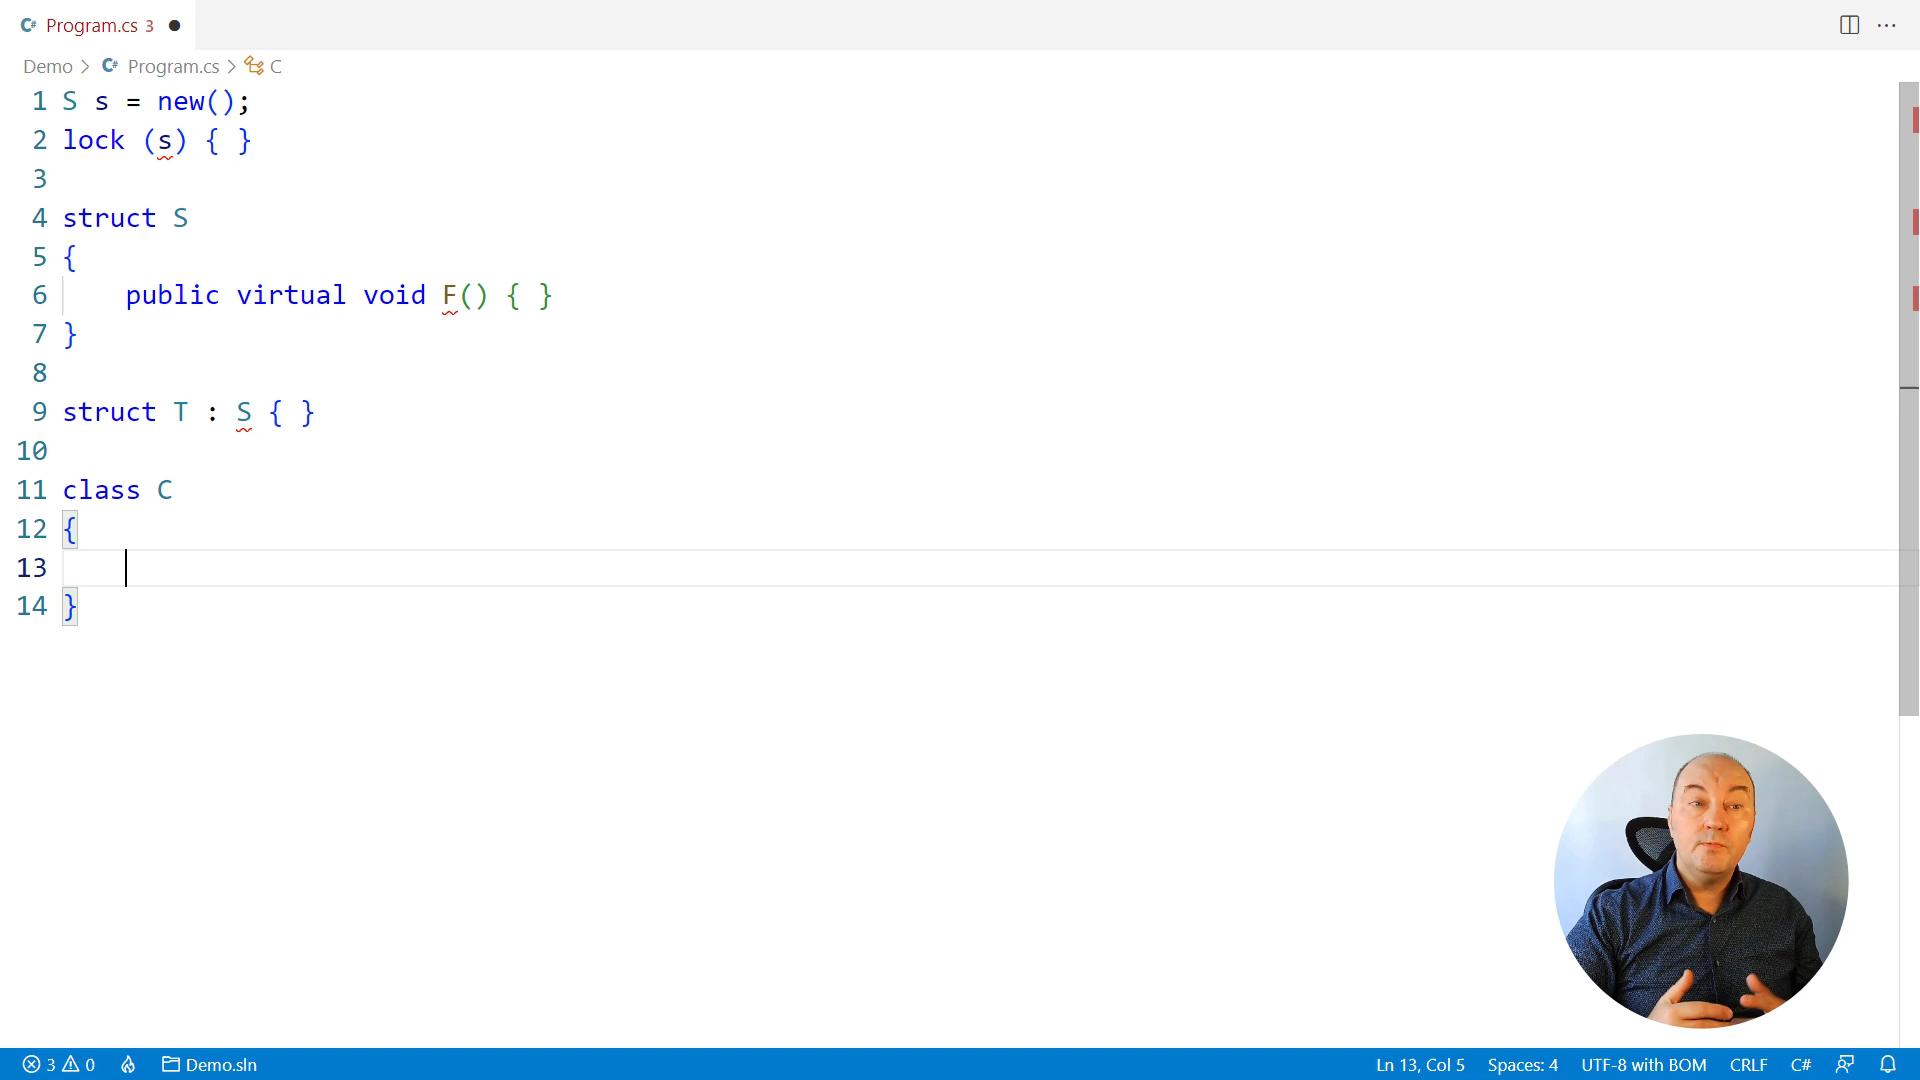 C# Program.cs 3
Demo > C# Program.cs > C
1 S s = new();
2 lock (s) { }
3
4 struct S
5 {
6 public virtual void F() { }
7 }
8
9 struct T : S { }
10
11 class C
12 {
13
14 }
3 0 Demo.sln Ln 13, Col 5 Spaces: 4 UTF-8 with BOM CRLF C#